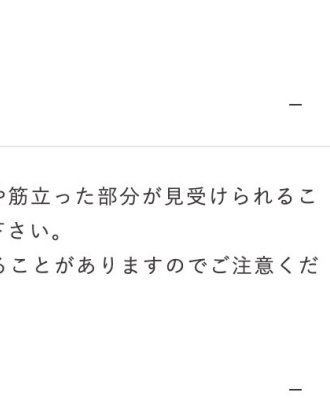 や筋立った部分が見受けられるこ
下さい。
ることがありますのでご注意くだ